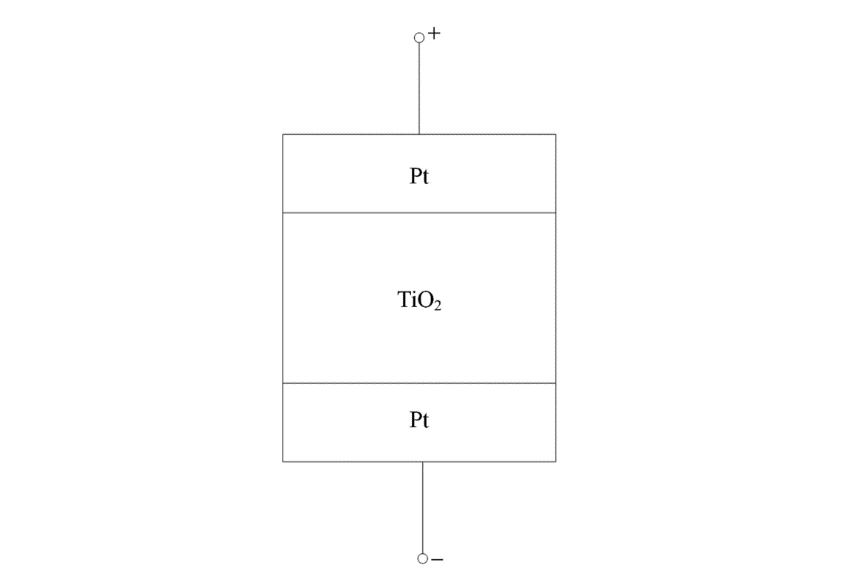 +
Pt
TiO₂
Pt
−